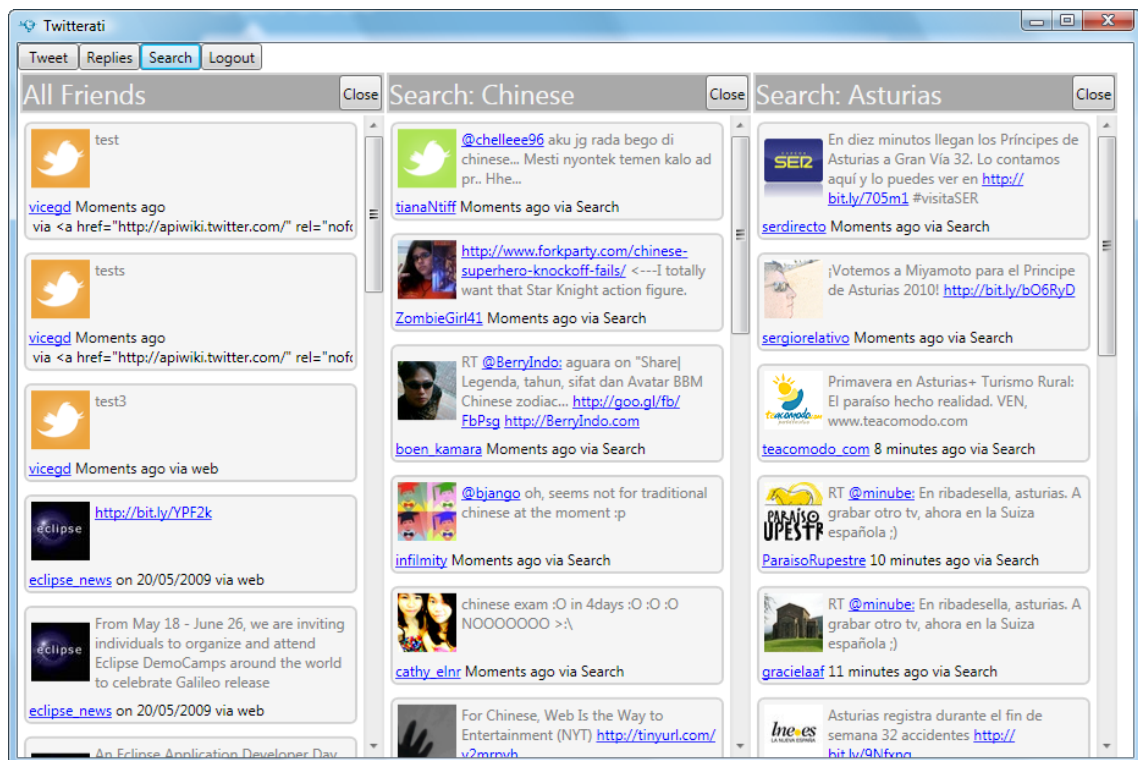 Twitterati
Tweet Replies Search Logout
All Friends Close
test
vicegd Moments ago
via <a href="http://apiwiki.twitter.com/" rel="nofc
tests
vicegd Moments ago
via <a href="http://apiwiki.twitter.com/" rel="nofc
test3
vicegd Moments ago via web
eclipse
http://bit.ly/YPF2k
eclipse_news on 20/05/2009 via web
eclipse
From May 18 - June 26, we are inviting
individuals to organize and attend
Eclipse DemoCamps around the world
to celebrate Galileo release
eclipse_news on 20/05/2009 via web
An Eclipse Application Developer Day
Search: Chinese Close
@chelleee96 aku jg rada bego di
chinese... Mesti nyontek temen kalo ad
pr.. Hhe...
tianaNtiff Moments ago via Search
http://www.forkparty.com/chinese-
superhero-knockoff-fails/ <---I totally
want that Star Knight action figure.
ZombieGirl41 Moments ago via Search
RT @BerryIndo: aguara on "Share|
Legenda, tahun, sifat dan Avatar BBM
Chinese zodiac... http://goo.gl/fb/
FbPsg http://BerryIndo.com
boen_kamara Moments ago via Search
@bjango oh, seems not for traditional
chinese at the moment :p
infilmity Moments ago via Search
chinese exam :O in 4days :O :O :O
NOOOOOOO >:\
cathy_elnr Moments ago via Search
For Chinese, Web Is the Way to
Entertainment (NYT) http://tinyurl.com/
y2mrpyh
Search: Asturias Close
SER
En diez minutos llegan los Príncipes de
Asturias a Gran Vía 32. Lo contamos
aquí y lo puedes ver en http://
bit.ly/705m1 #visitaSER
serdirecto Moments ago via Search
¡Votemos a Miyamoto para el Principe
de Asturias 2010! http://bit.ly/bO6RyD
sergiorelativo Moments ago via Search
teacomodo.com
Primavera en Asturias+ Turismo Rural:
El paraíso hecho realidad. VEN,
www.teacomodo.com
teacomodo_com 8 minutes ago via Search
PARAÍSO
RUPESTR
RT @minube: En ribadesella, asturias. A
grabar otro tv, ahora en la Suiza
española ;)
ParaisoRupestre 10 minutes ago via Search
RT @minube: En ribadesella, asturias. A
grabar otro tv, ahora en la Suiza
española ;)
gracielaaf 11 minutes ago via Search
lne.es
LA NUEVA ESPAÑA
Asturias registra durante el fin de
semana 32 accidentes http://
bit.ly/9Nfxng